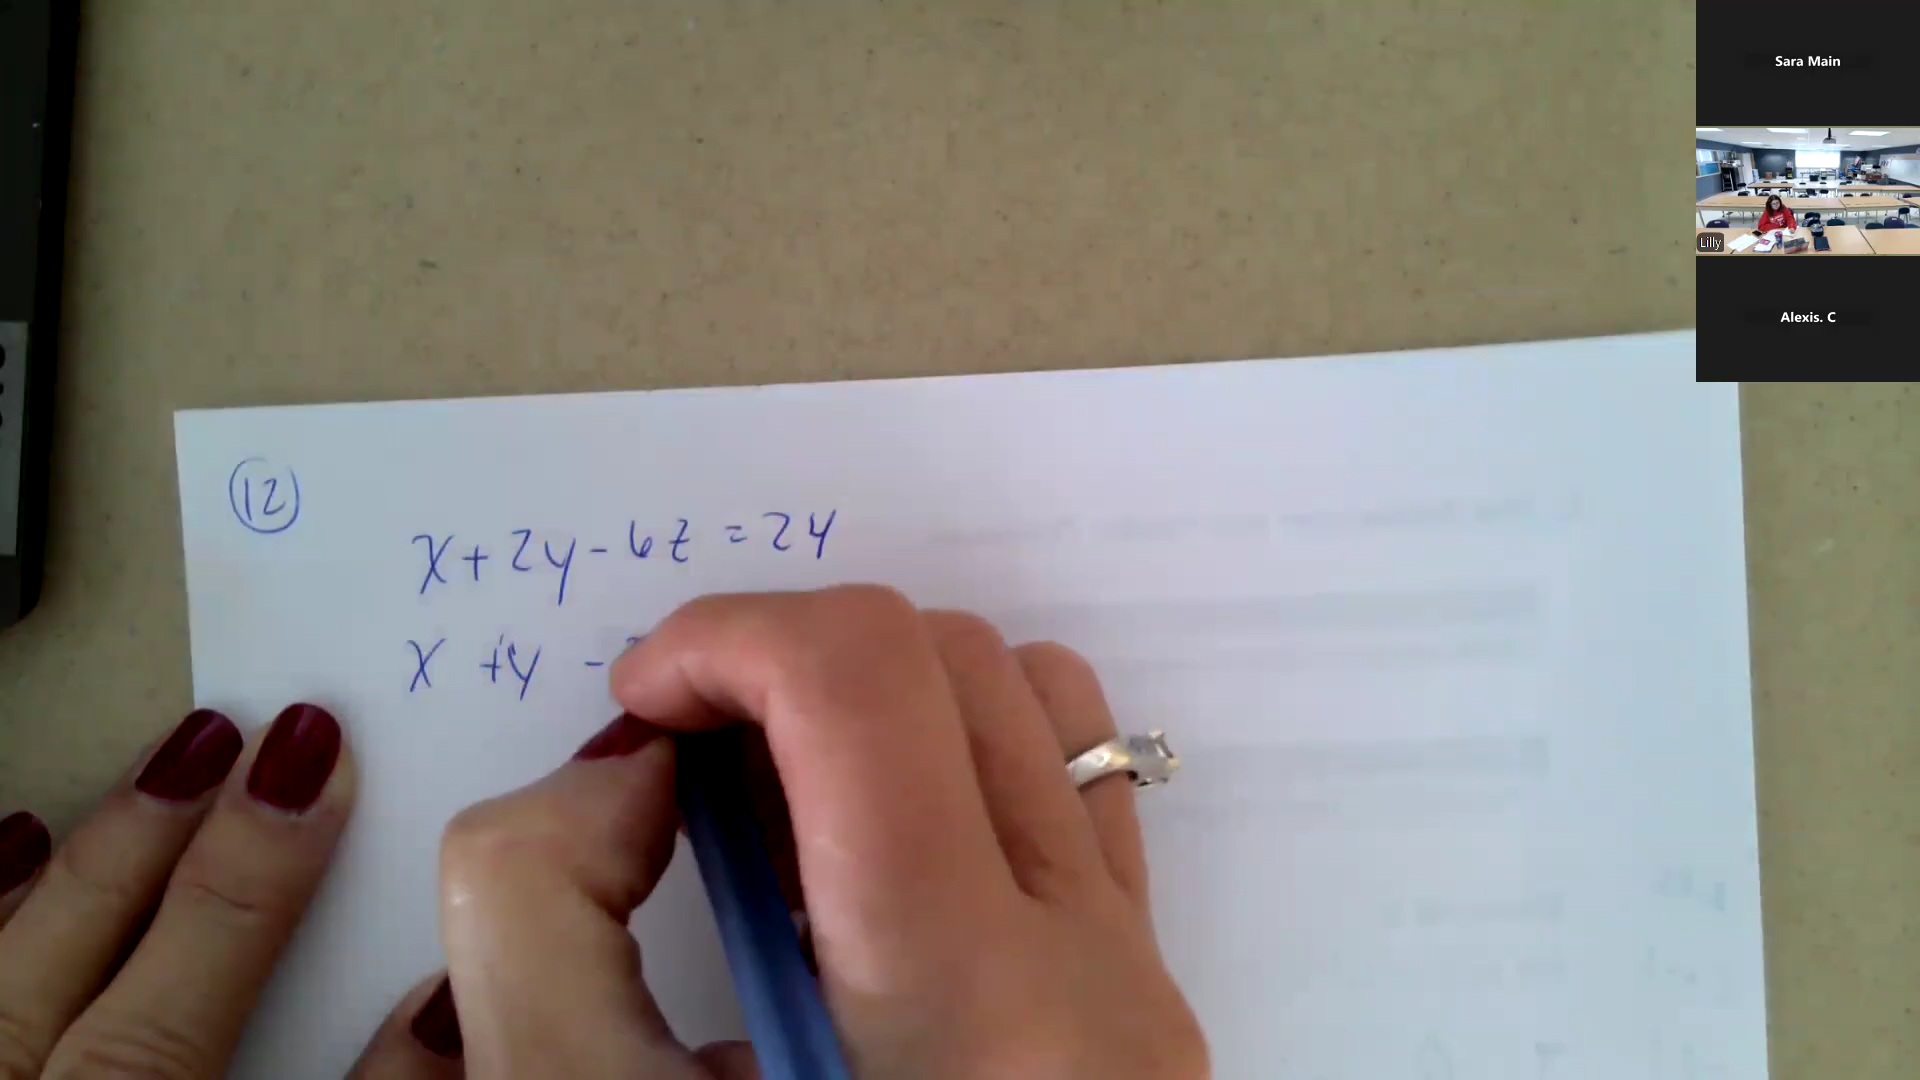 12
x + 2y - 6z = 24
x + y -
Sara Main
Lilly
Alexis. C